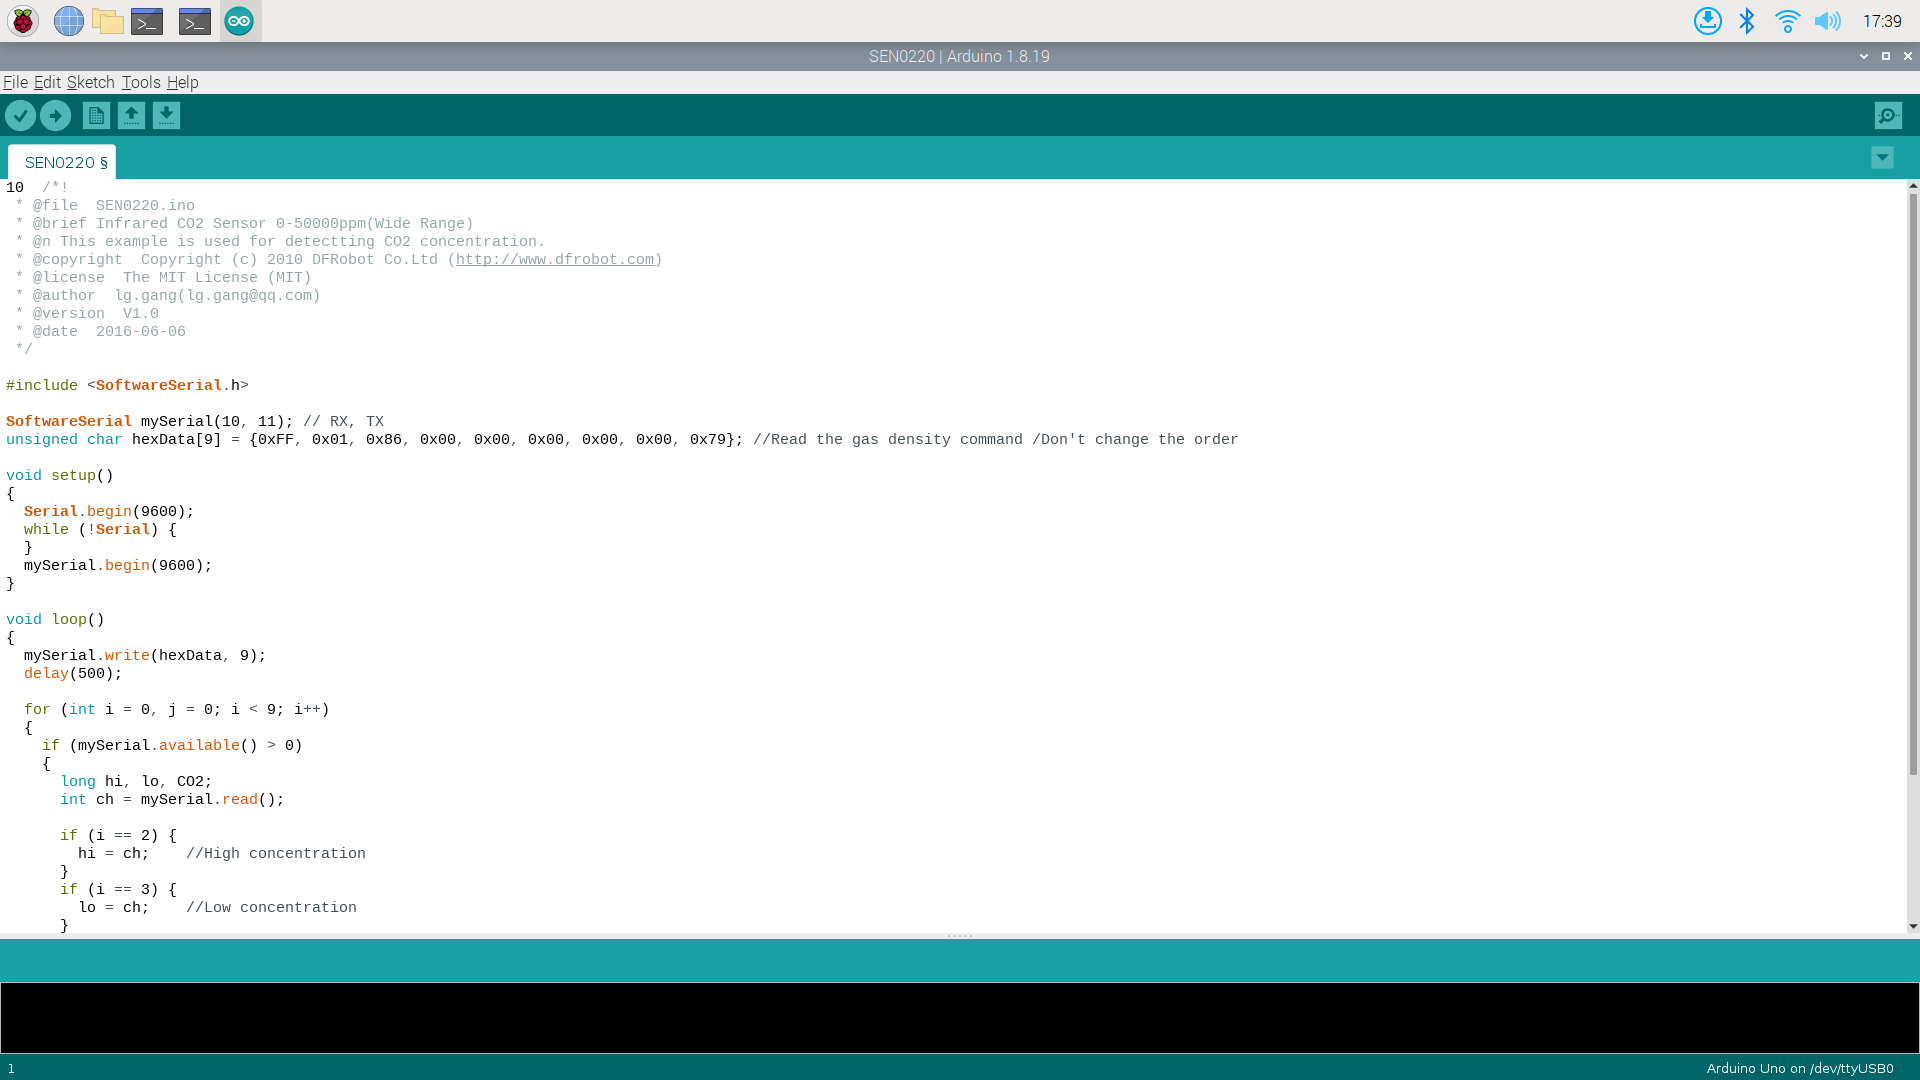 17:39
SEN0220 | Arduino 1.8.19
File Edit Sketch Tools Help
SEN0220 §
10  /*!
 * @file  SEN0220.ino
 * @brief Infrared CO2 Sensor 0-50000ppm(Wide Range)
 * @n This example is used for detectting CO2 concentration.
 * @copyright  Copyright (c) 2010 DFRobot Co.Ltd (http://www.dfrobot.com)
 * @license  The MIT License (MIT)
 * @author  lg.gang(lg.gang@qq.com)
 * @version  V1.0
 * @date  2016-06-06
 */
#include <SoftwareSerial.h>
SoftwareSerial mySerial(10, 11); // RX, TX
unsigned char hexData[9] = {0xFF, 0x01, 0x86, 0x00, 0x00, 0x00, 0x00, 0x00, 0x79}; //Read the gas density command /Don't change the order
void setup()
{
  Serial.begin(9600);
  while (!Serial) {
  }
  mySerial.begin(9600);
}
void loop()
{
  mySerial.write(hexData, 9);
  delay(500);
  for (int i = 0, j = 0; i < 9; i++)
  {
    if (mySerial.available() > 0)
    {
      long hi, lo, CO2;
      int ch = mySerial.read();
      if (i == 2) {
        hi = ch;    //High concentration
      }
      if (i == 3) {
        lo = ch;    //Low concentration
      }
1
Arduino Uno on /dev/ttyUSB0